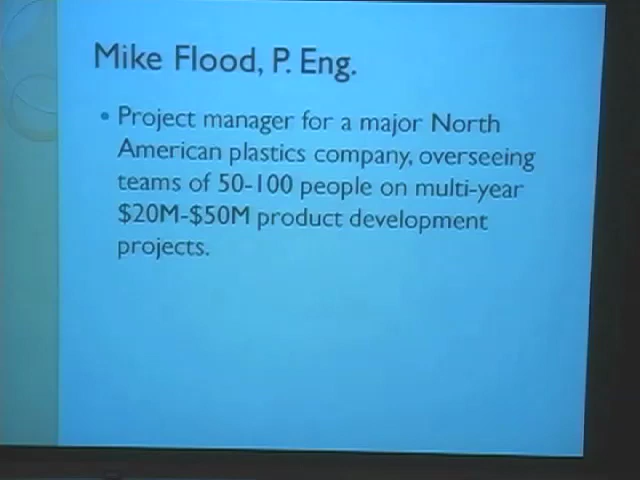 Mike Flood, P. Eng.
• Project manager for a major North
American plastics company, overseeing
teams of 50-100 people on multi-year
$20M-$50M product development
projects.